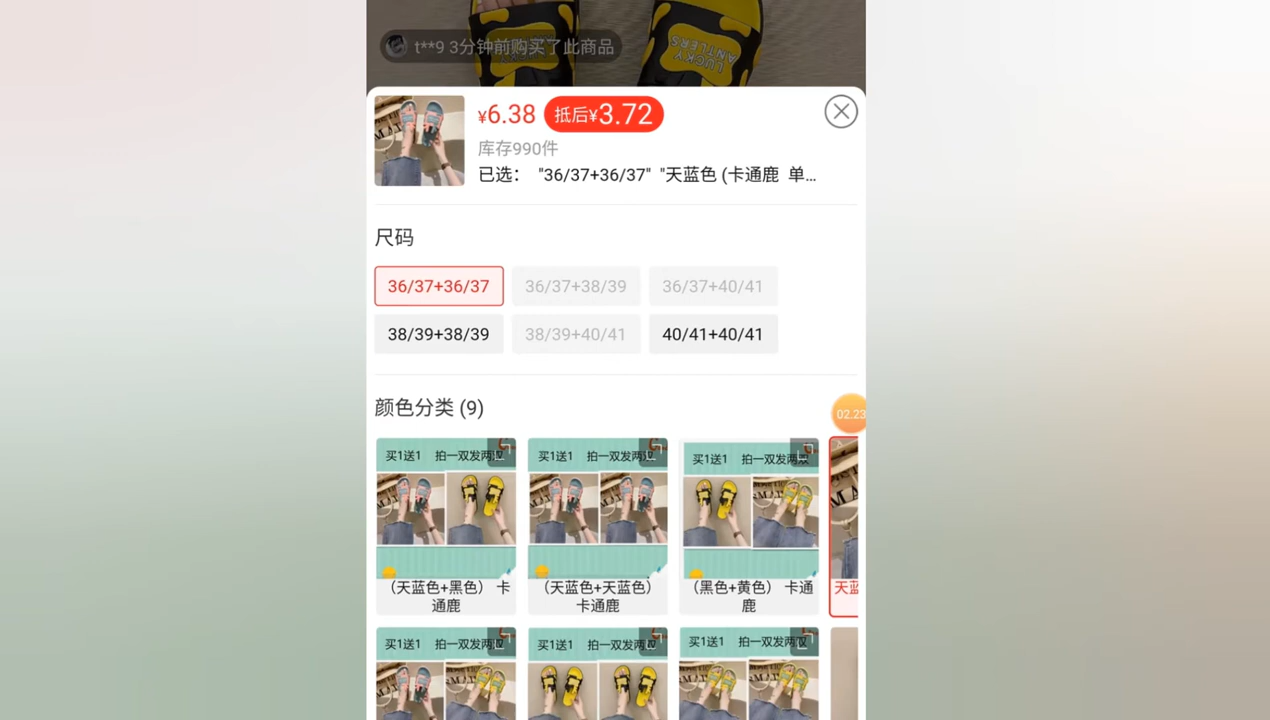 t**9 3分钟前购买了此商品
LUCKY
ANTLERS
¥6.38 抵后¥3.72
库存990件
已选： "36/37+36/37" "天蓝色 (卡通鹿 单...
尺码
36/37+36/37 36/37+38/39 36/37+40/41
38/39+38/39 38/39+40/41 40/41+40/41
颜色分类 (9)
02.23
买1送1 拍一双发两双 买1送1 拍一双发两双 买1送1 拍一双发两双
（天蓝色+黑色） 卡 （天蓝色+天蓝色） （黑色+黄色） 卡通 天蓝
通鹿 卡通鹿 鹿
买1送1 拍一双发两双 买1送1 拍一双发两双 买1送1 拍一双发两双